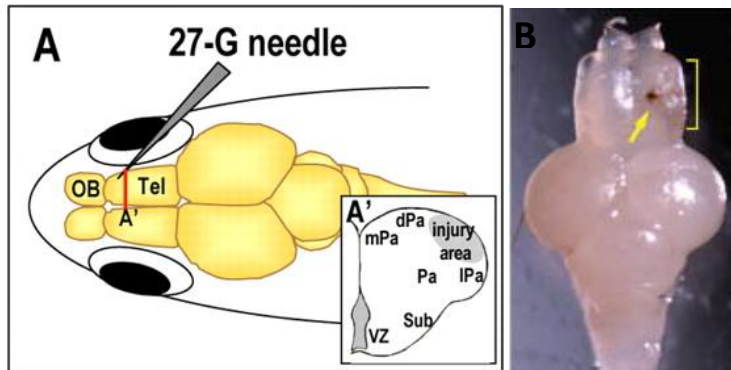 A
27-G needle
OB
Tel
A'
A'
dPa
mPa
injury
area
Pa
lPa
Sub
VZ
B